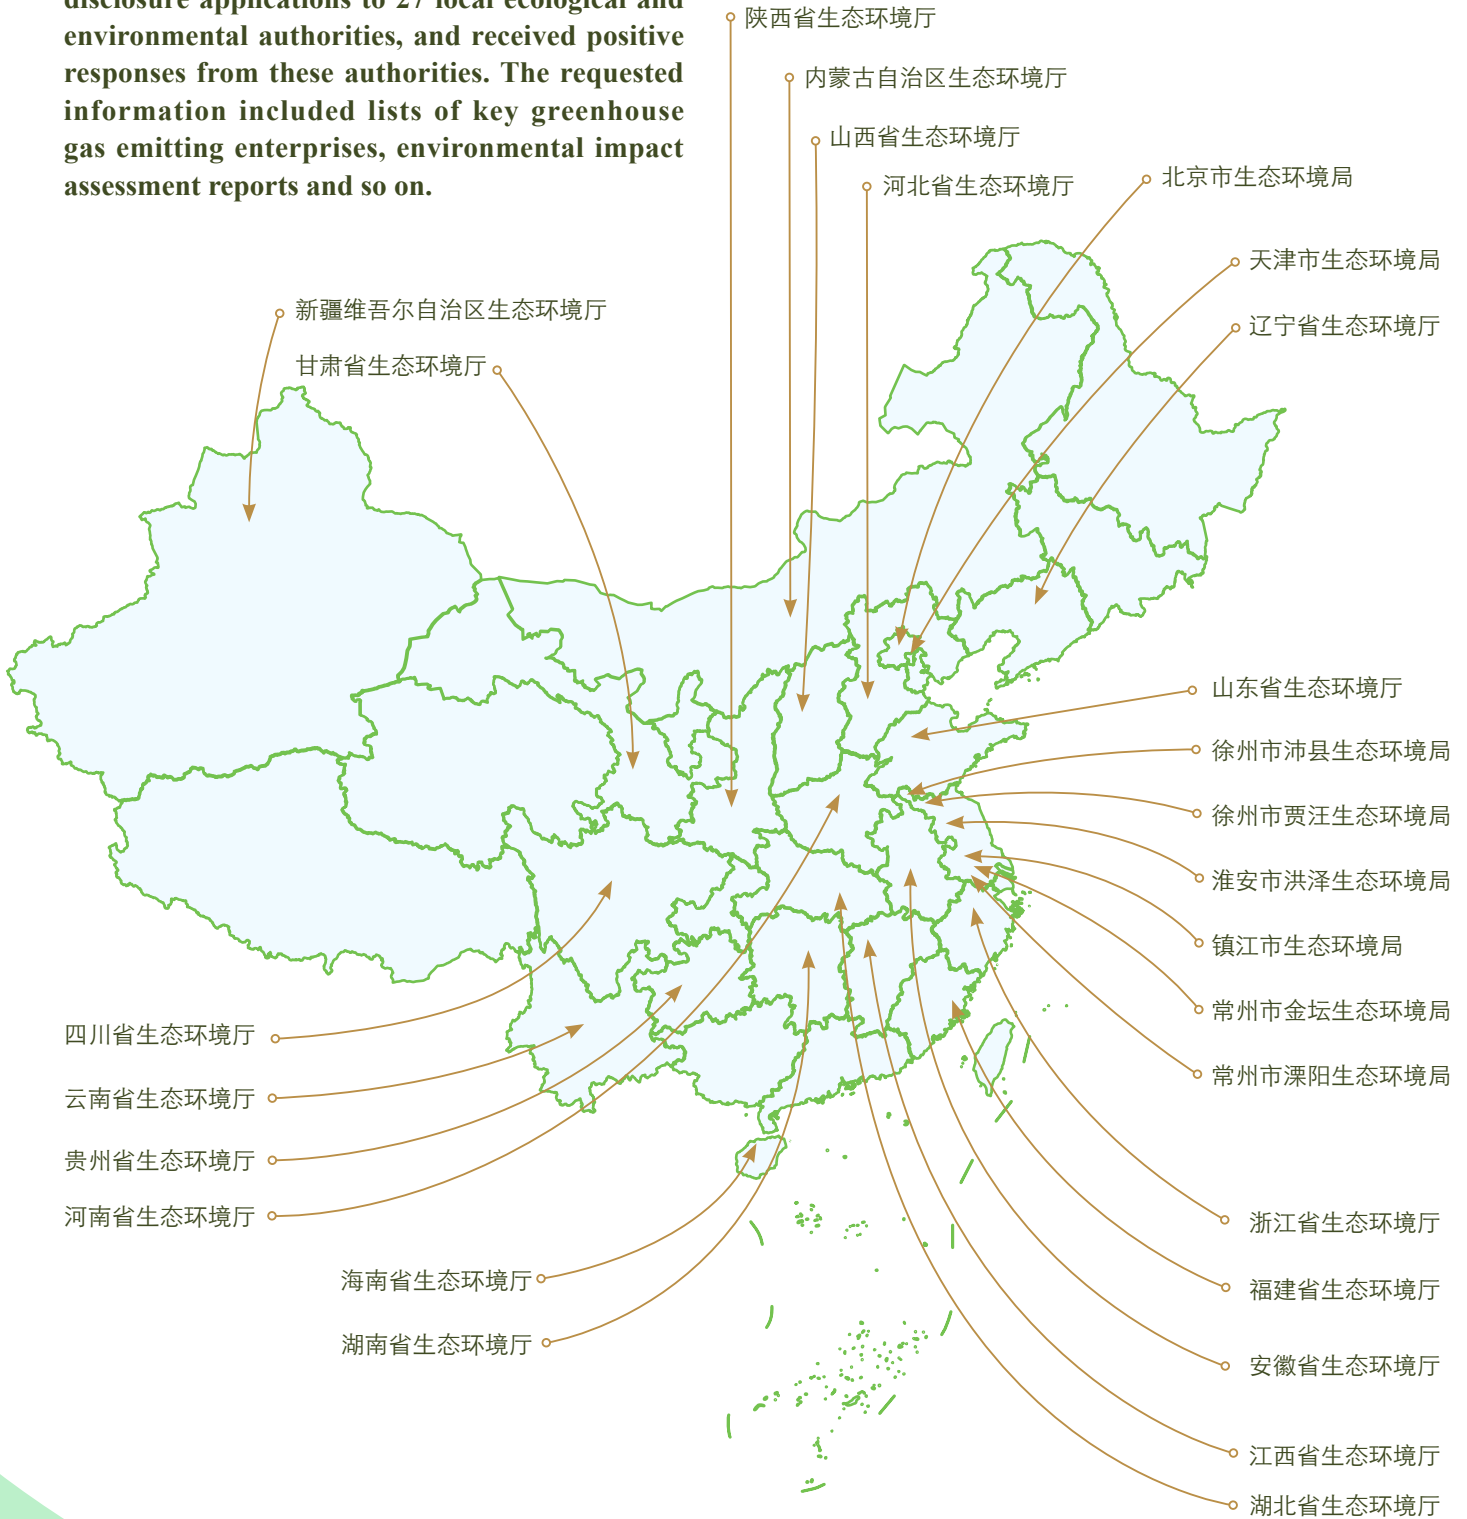 disclosure applications to 27 local ecological and
environmental authorities, and received positive
responses from these authorities. The requested
information included lists of key greenhouse
gas emitting enterprises, environmental impact
assessment reports and so on.
陕西省生态环境厅
内蒙古自治区生态环境厅
山西省生态环境厅
河北省生态环境厅
北京市生态环境局
天津市生态环境局
辽宁省生态环境厅
新疆维吾尔自治区生态环境厅
甘肃省生态环境厅
山东省生态环境厅
徐州市沛县生态环境局
徐州市贾汪生态环境局
淮安市洪泽生态环境局
镇江市生态环境局
常州市金坛生态环境局
常州市溧阳生态环境局
四川省生态环境厅
云南省生态环境厅
贵州省生态环境厅
河南省生态环境厅
海南省生态环境厅
湖南省生态环境厅
浙江省生态环境厅
福建省生态环境厅
安徽省生态环境厅
江西省生态环境厅
湖北省生态环境厅